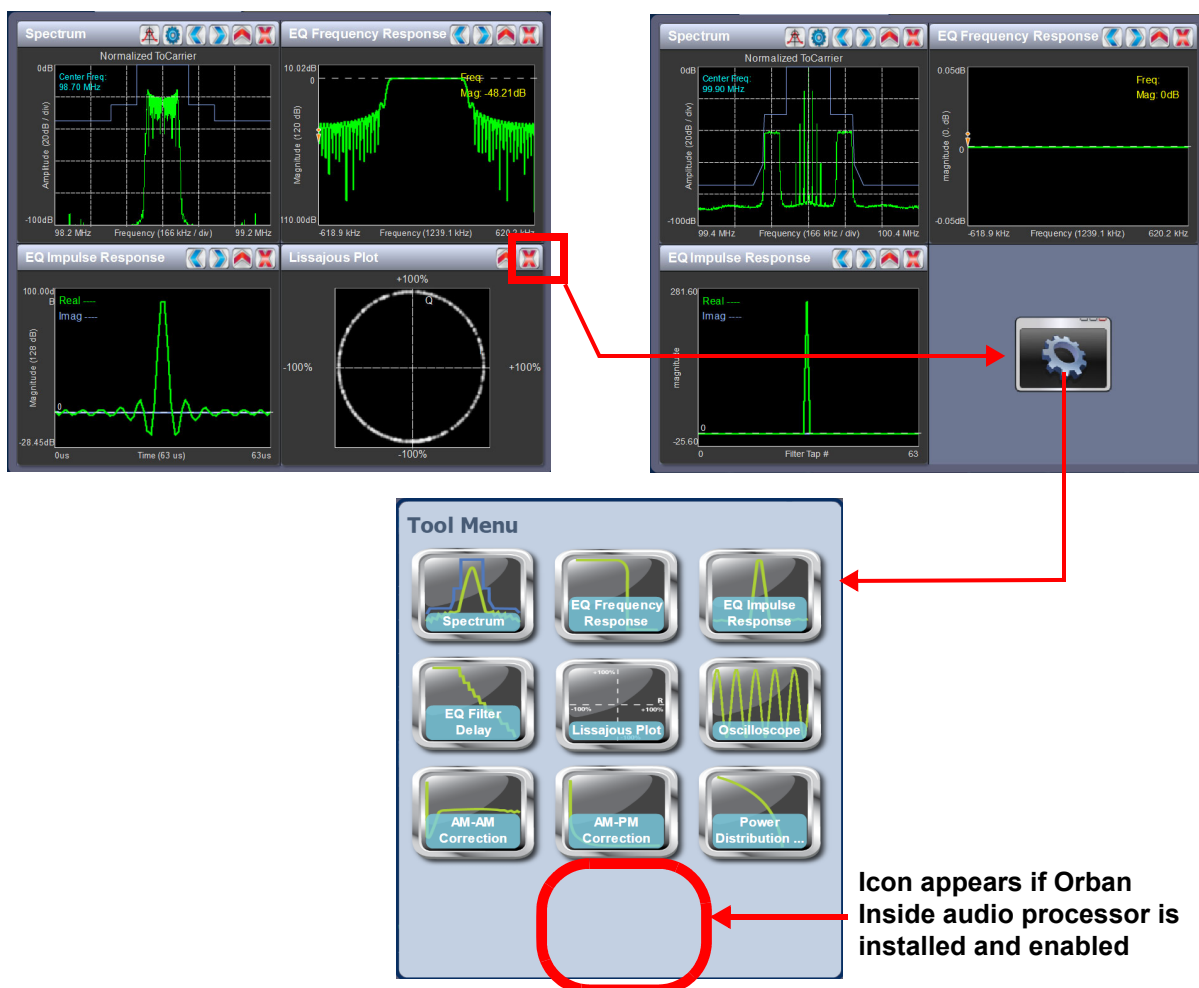 Spectrum
Normalized ToCarrier
0dB
Center Freq:
98.70 MHz
Amplitude (20dB / div)
-100dB
98.2 MHz Frequency (166 kHz / div) 99.2 MHz
EQ Frequency Response
10.02dB
0
Freq:
Mag: -48.21dB
Magnitude (120 dB)
110.00dB
-618.9 kHz Frequency (1239.1 kHz) 620.2 kHz
EQ Impulse Response
100.00d
B
Real ----
Imag ----
Magnitude (128 dB)
0
-28.45dB
0us Time (63 us) 63us
Lissajous Plot
+100%
Q
-100%
+100%
-100%
Spectrum
Normalized ToCarrier
0dB
Center Freq:
99.90 MHz
Amplitude (20dB / div)
-100dB
99.4 MHz Frequency (166 kHz / div) 100.4 MHz
EQ Frequency Response
0.05dB
Freq:
Mag: 0dB
magnitude (0. dB)
0
-0.05dB
-618.9 kHz Frequency (1239.1 kHz) 620.2 kHz
EQ Impulse Response
281.60
Real ----
Imag ----
magnitude
0
-25.60
0 Filter Tap # 63
Tool Menu
Spectrum
EQ Frequency
Response
EQ Impulse
Response
EQ Filter
Delay
+100%
R
-100% +100%
Lissajous Plot
Oscilloscope
AM-AM
Correction
AM-PM
Correction
Power
Distribution ...
Icon appears if Orban
Inside audio processor is
installed and enabled